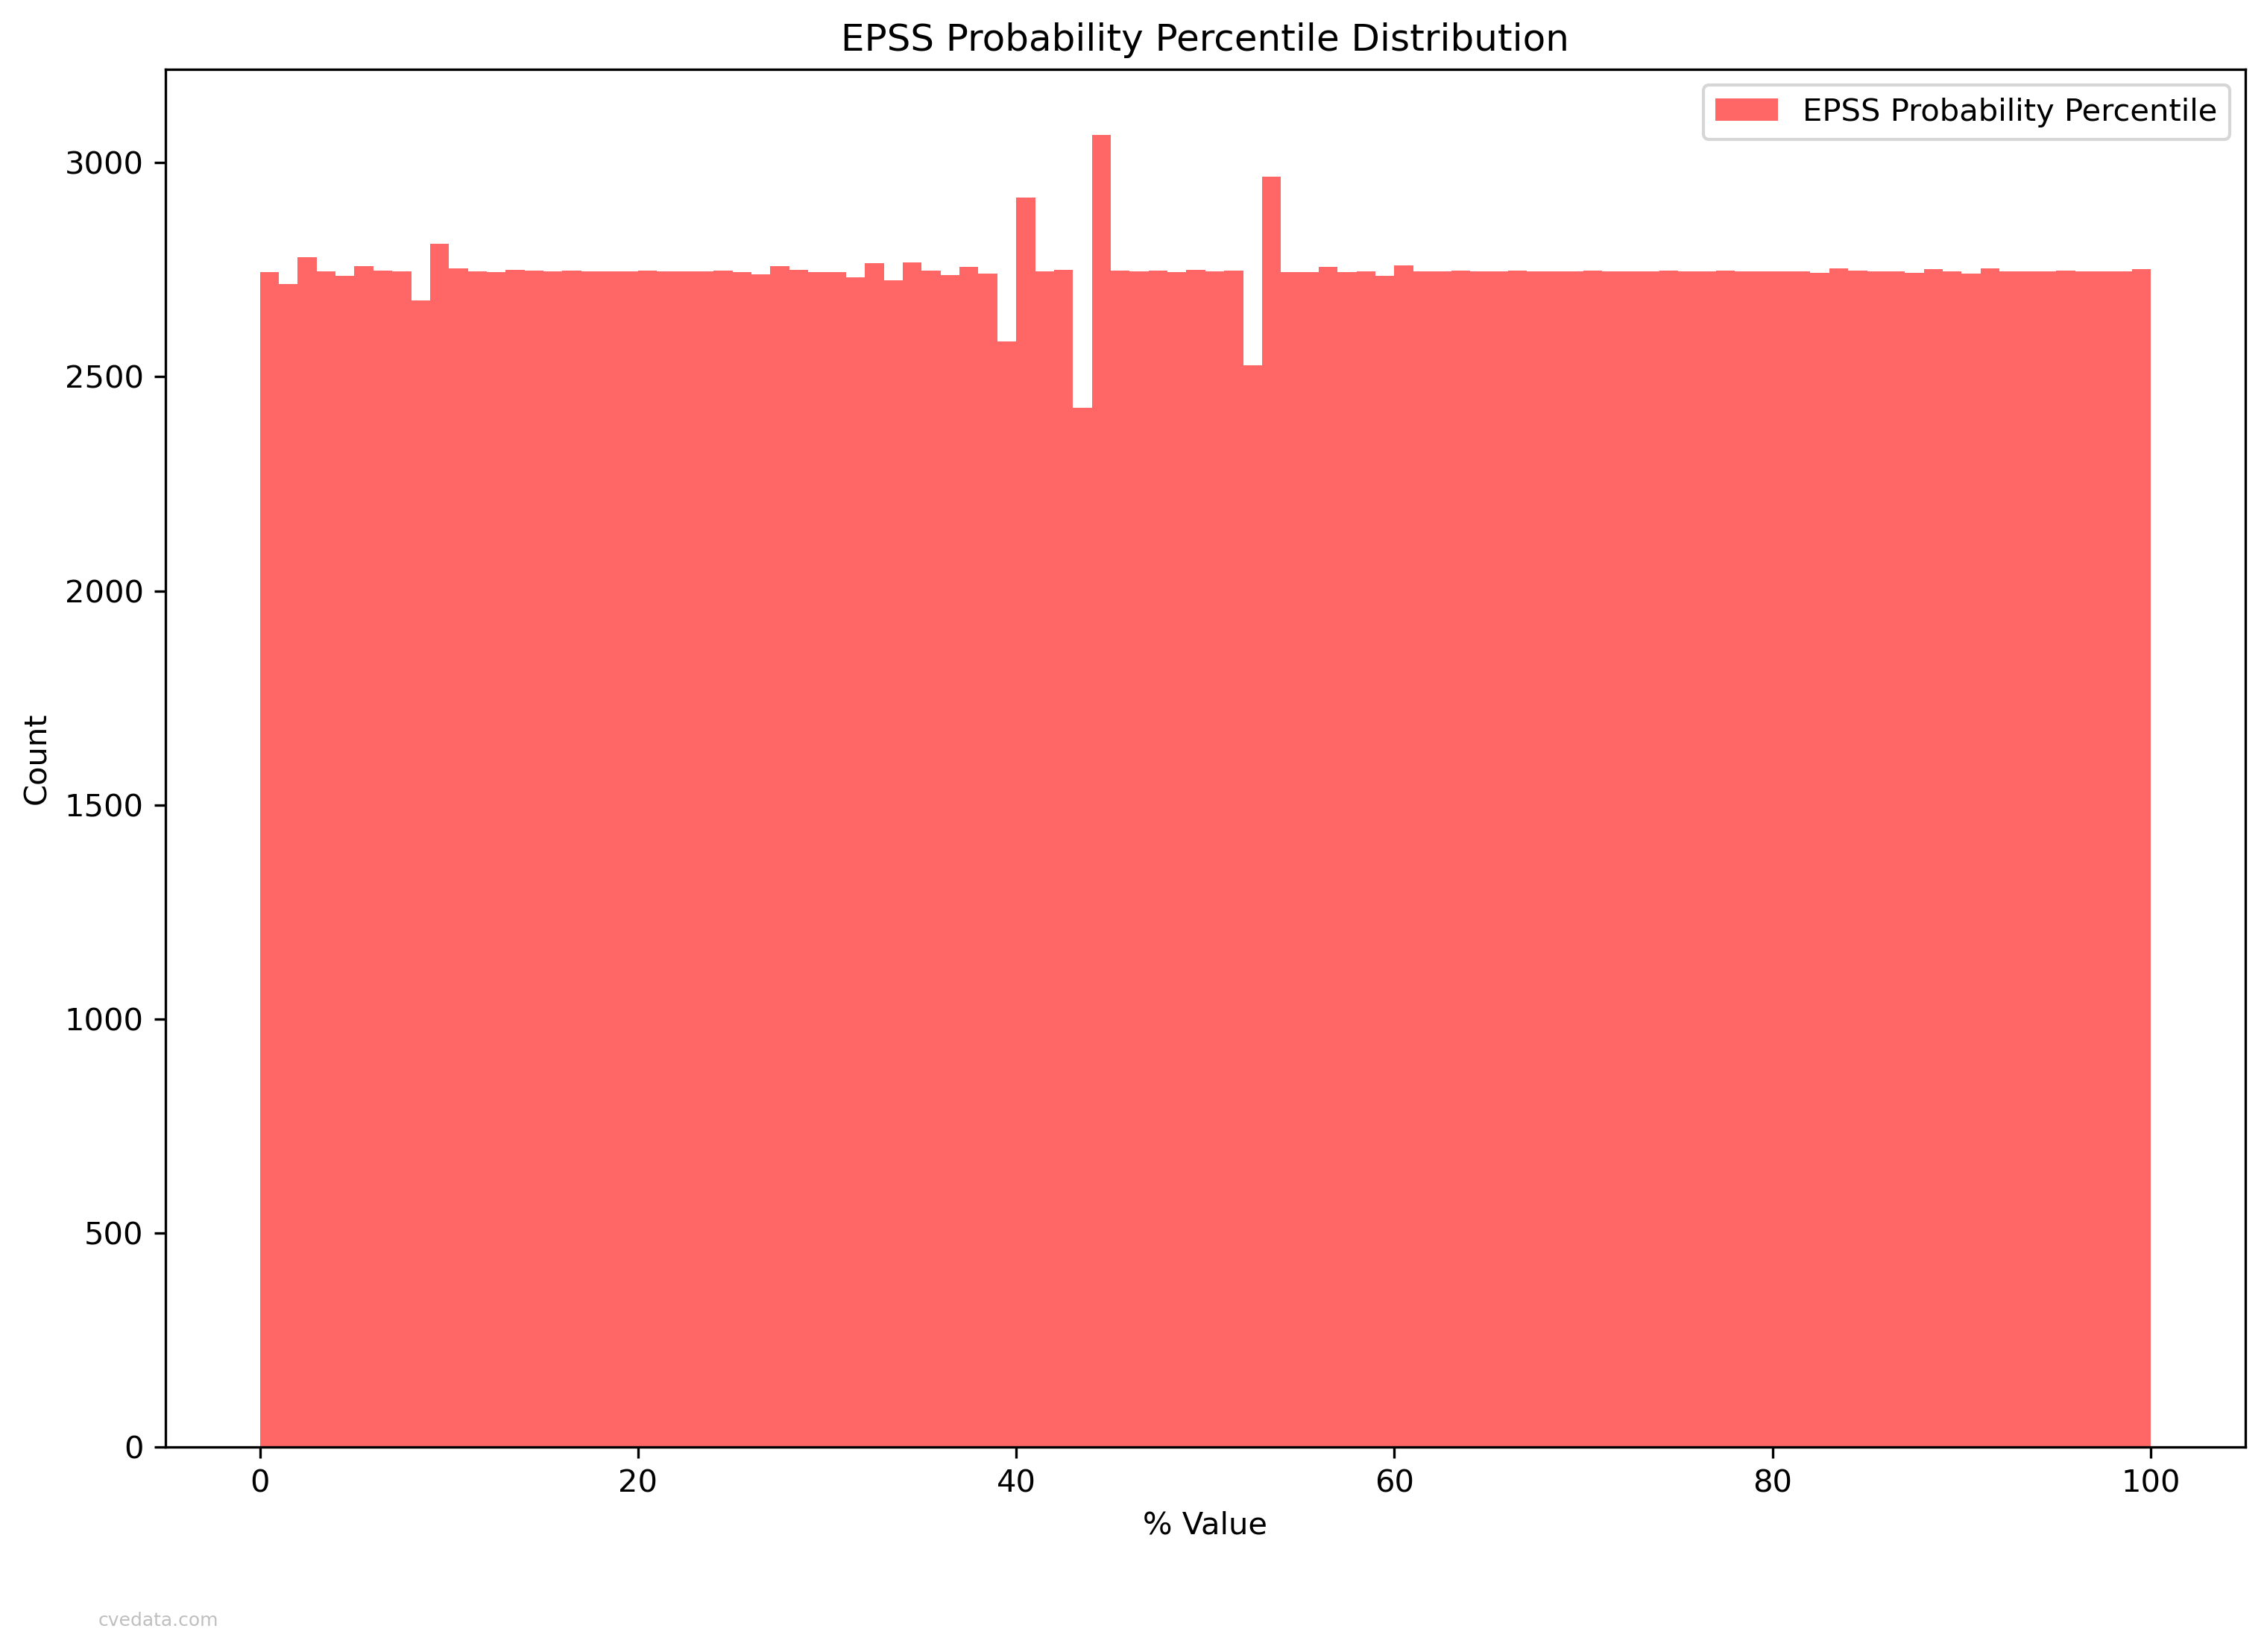 EPSS Probability Percentile Distribution
EPSS Probability Percentile
3000
2500
2000
1500
1000
500
0
Count
0 20 40 60 80 100
% Value
cvedata.com